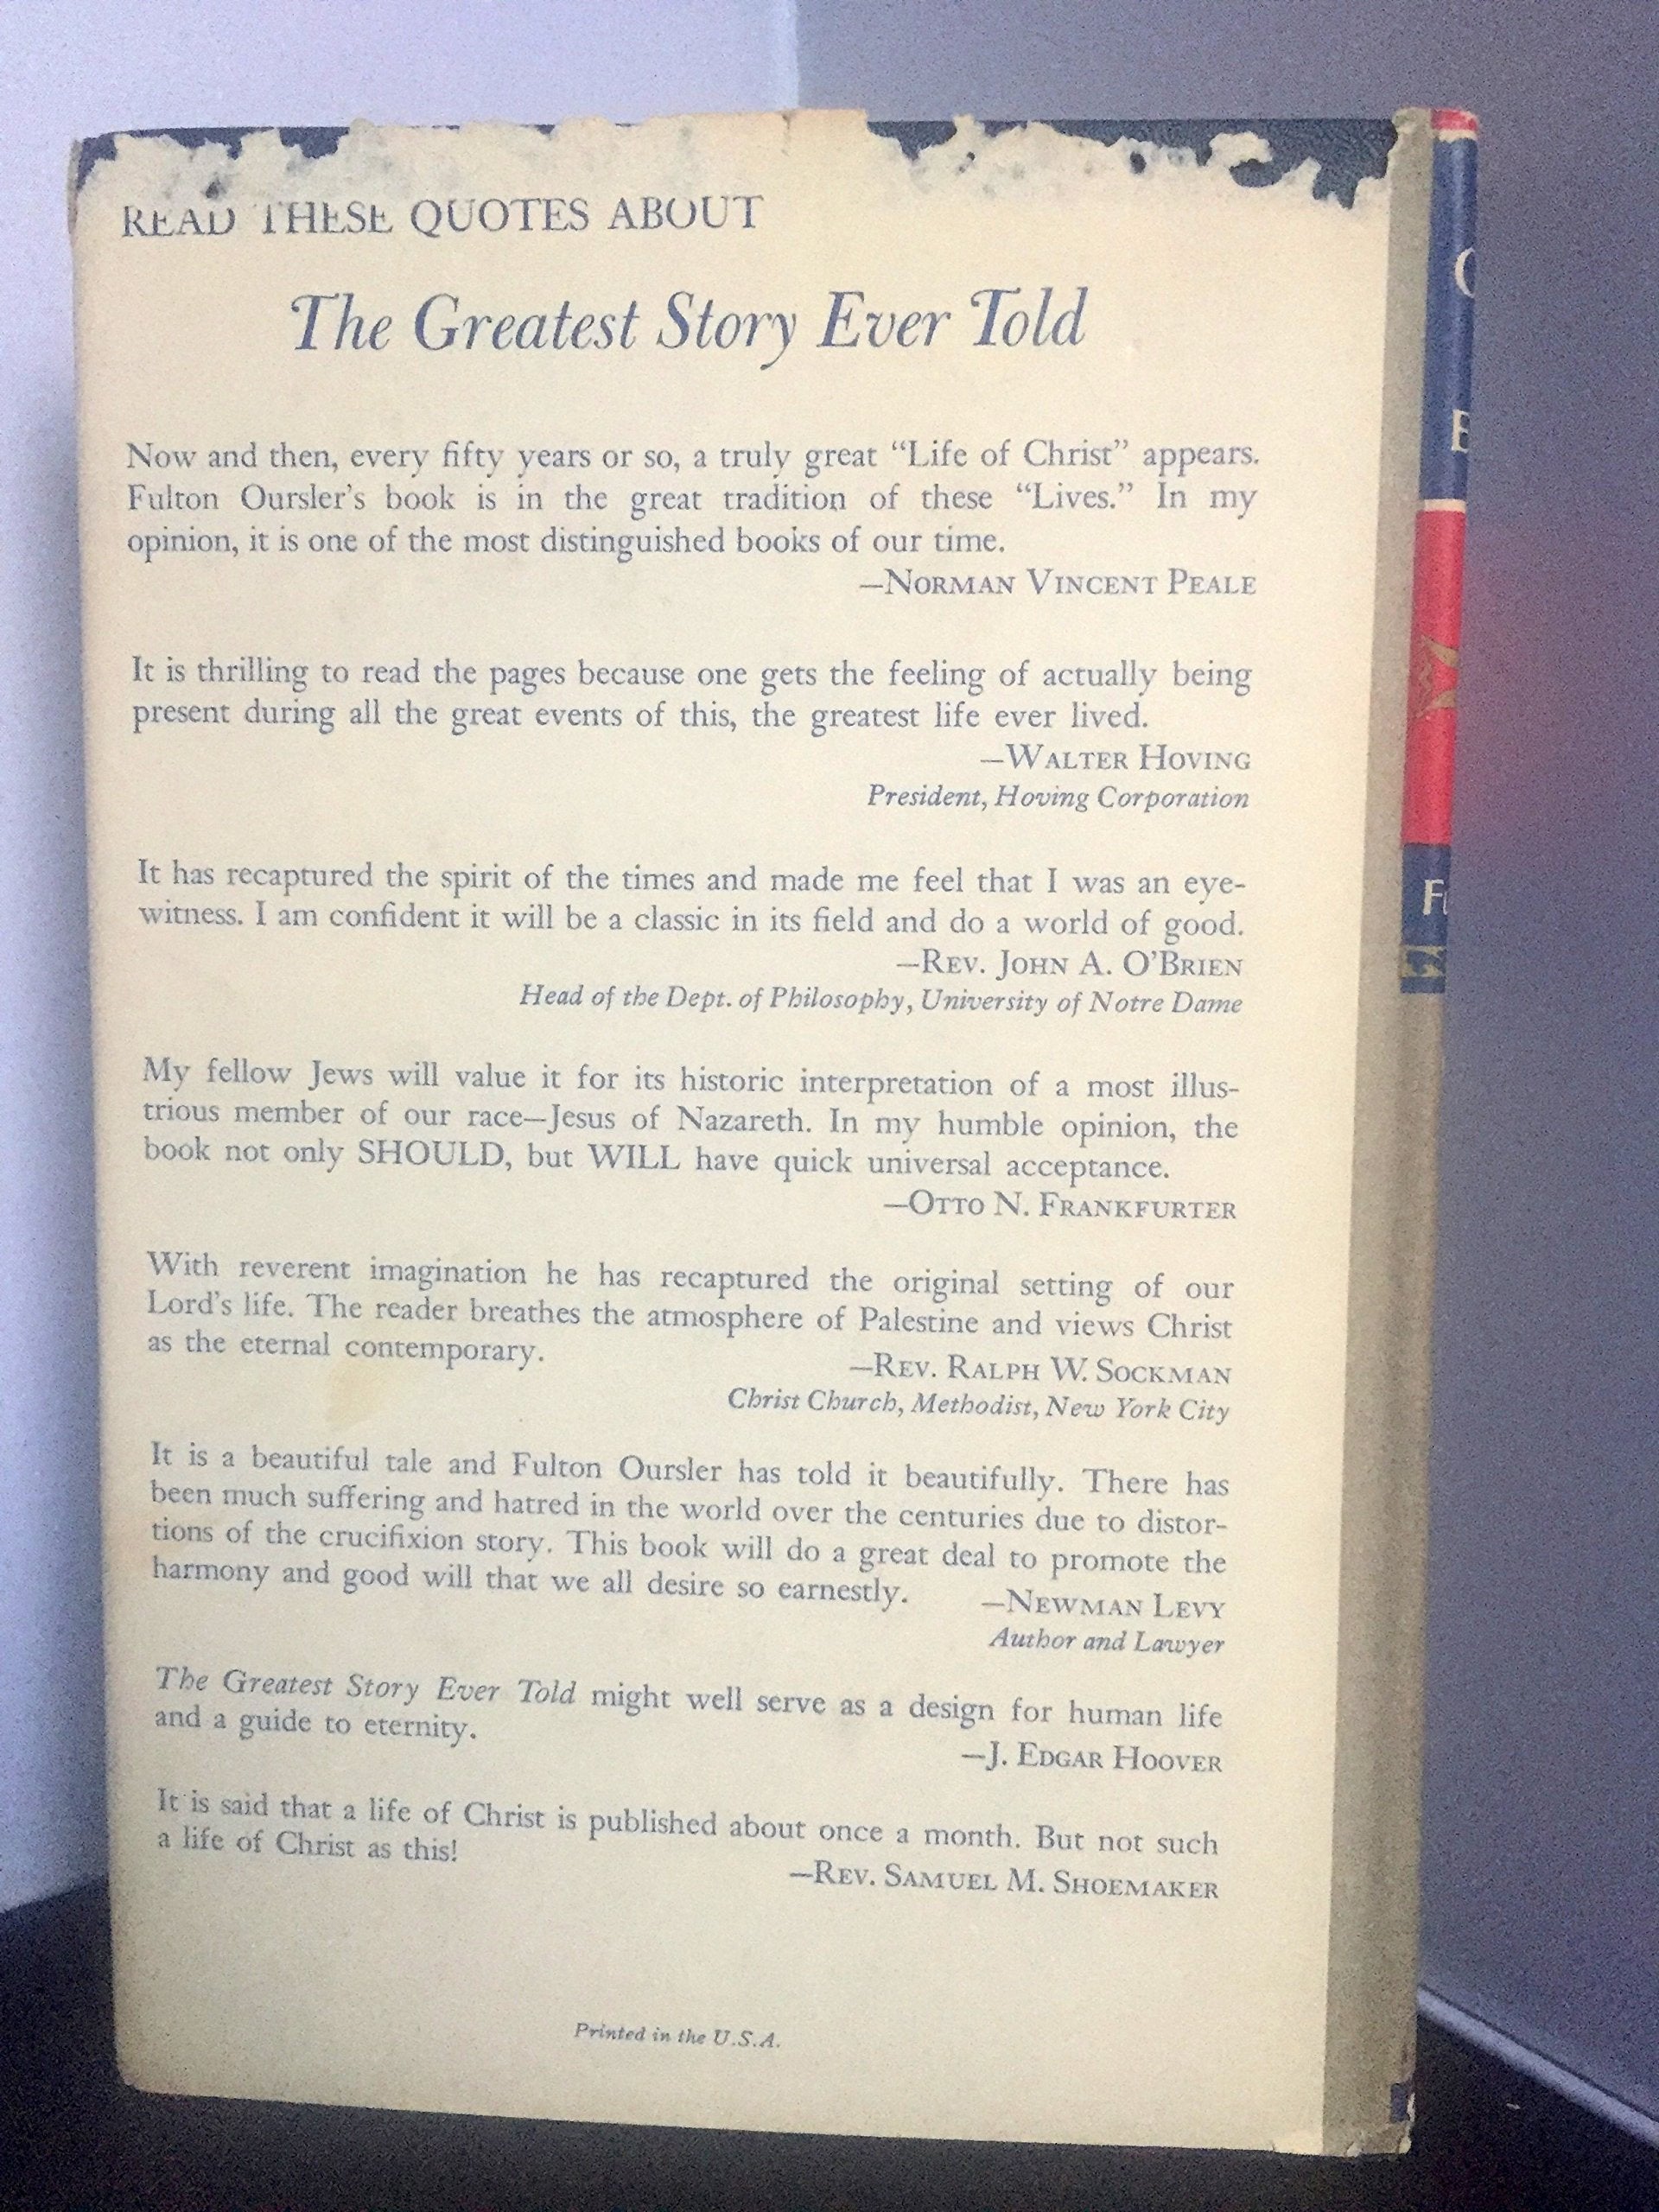 READ THESE QUOTES ABOUT
The Greatest Story Ever Told
Now and then, every fifty years or so, a truly great “Life of Christ” appears.
Fulton Oursler’s book is in the great tradition of these “Lives.” In my
opinion, it is one of the most distinguished books of our time.
—NORMAN VINCENT PEALE
It is thrilling to read the pages because one gets the feeling of actually being
present during all the great events of this, the greatest life ever lived.
—WALTER HOVING
President, Hoving Corporation
It has recaptured the spirit of the times and made me feel that I was an eye-
witness. I am confident it will be a classic in its field and do a world of good.
—REV. JOHN A. O’BRIEN
Head of the Dept. of Philosophy, University of Notre Dame
My fellow Jews will value it for its historic interpretation of a most illus-
trious member of our race—Jesus of Nazareth. In my humble opinion, the
book not only SHOULD, but WILL have quick universal acceptance.
—OTTO N. FRANKFURTER
With reverent imagination he has recaptured the original setting of our
Lord’s life. The reader breathes the atmosphere of Palestine and views Christ
as the eternal contemporary. —REV. RALPH W. SOCKMAN
Christ Church, Methodist, New York City
It is a beautiful tale and Fulton Oursler has told it beautifully. There has
been much suffering and hatred in the world over the centuries due to distor-
tions of the crucifixion story. This book will do a great deal to promote the
harmony and good will that we all desire so earnestly. —NEWMAN LEVY
Author and Lawyer
The Greatest Story Ever Told might well serve as a design for human life
and a guide to eternity.
—J. EDGAR HOOVER
It is said that a life of Christ is published about once a month. But not such
a life of Christ as this!
—REV. SAMUEL M. SHOEMAKER
Printed in the U.S.A.